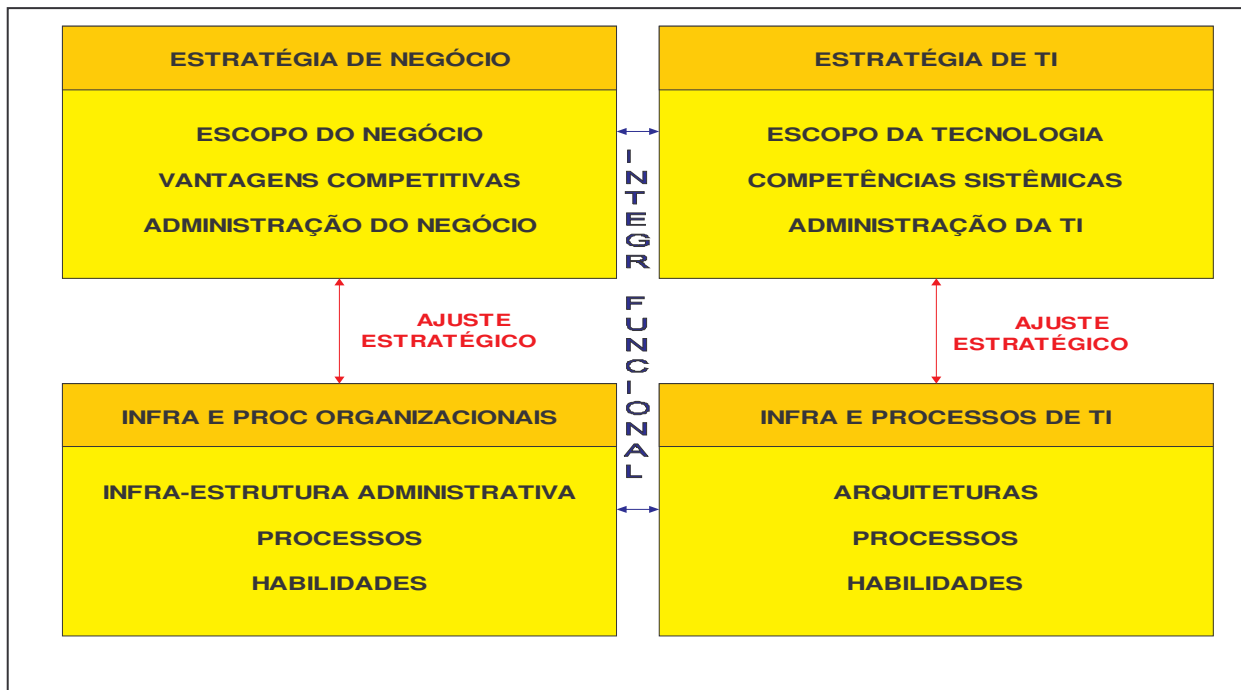 ESTRATÉGIA DE NEGÓCIO
ESCOPO DO NEGÓCIO
VANTAGENS COMPETITIVAS
ADMINISTRAÇÃO DO NEGÓCIO
ESTRATÉGIA DE TI
ESCOPO DA TECNOLOGIA
COMPETÊNCIAS SISTÊMICAS
ADMINISTRAÇÃO DA TI
INTEGR FUNCIONAL
AJUSTE
ESTRATÉGICO
AJUSTE
ESTRATÉGICO
INFRA E PROC ORGANIZACIONAIS
INFRA-ESTRUTURA ADMINISTRATIVA
PROCESSOS
HABILIDADES
INFRA E PROCESSOS DE TI
ARQUITETURAS
PROCESSOS
HABILIDADES